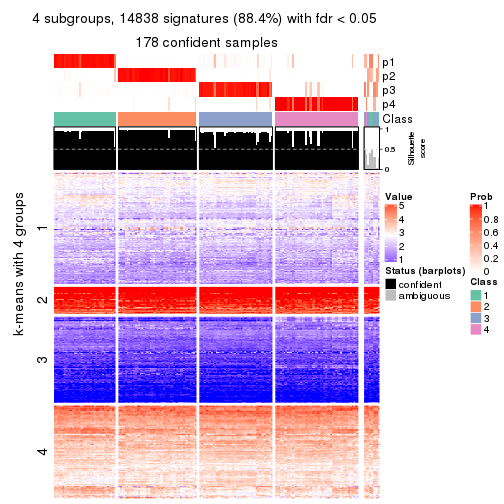 4 subgroups, 14838 signatures (88.4%) with fdr < 0.05
178 confident samples
p1
p2
p3
p4
Class
1
0.5
0
Silhouette
score
k-means with 4 groups
1
2
3
4
Value
5
4
3
2
1
Status (barplots)
confident
ambiguous
Prob
1
0.8
0.6
0.4
0.2
0
Class
1
2
3
4